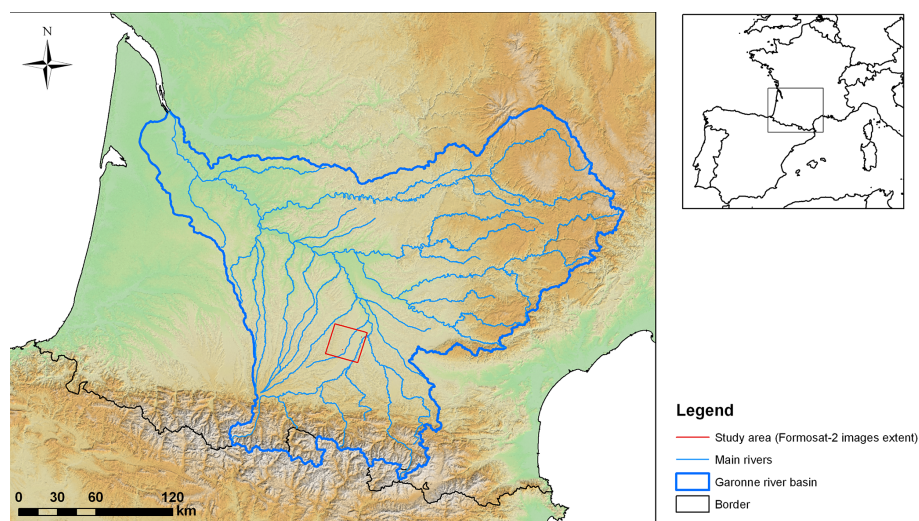 N
0 30 60 120
km
Legend
Study area (Formosat-2 images extent)
Main rivers
Garonne river basin
Border